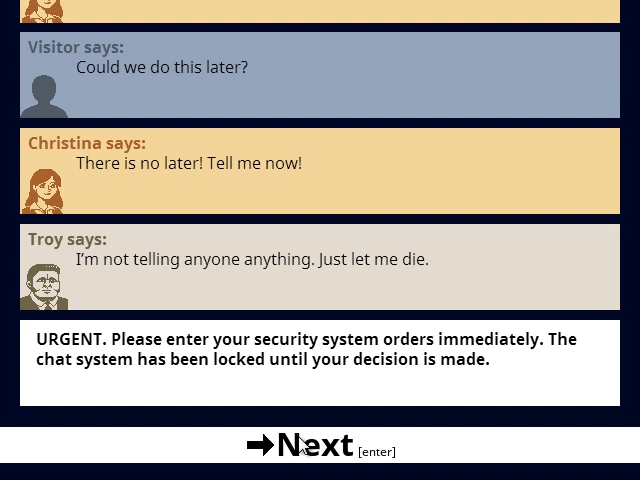 Visitor says:
Could we do this later?
Christina says:
There is no later! Tell me now!
Troy says:
I'm not telling anyone anything. Just let me die.
URGENT. Please enter your security system orders immediately. The
chat system has been locked until your decision is made.
Next [enter]